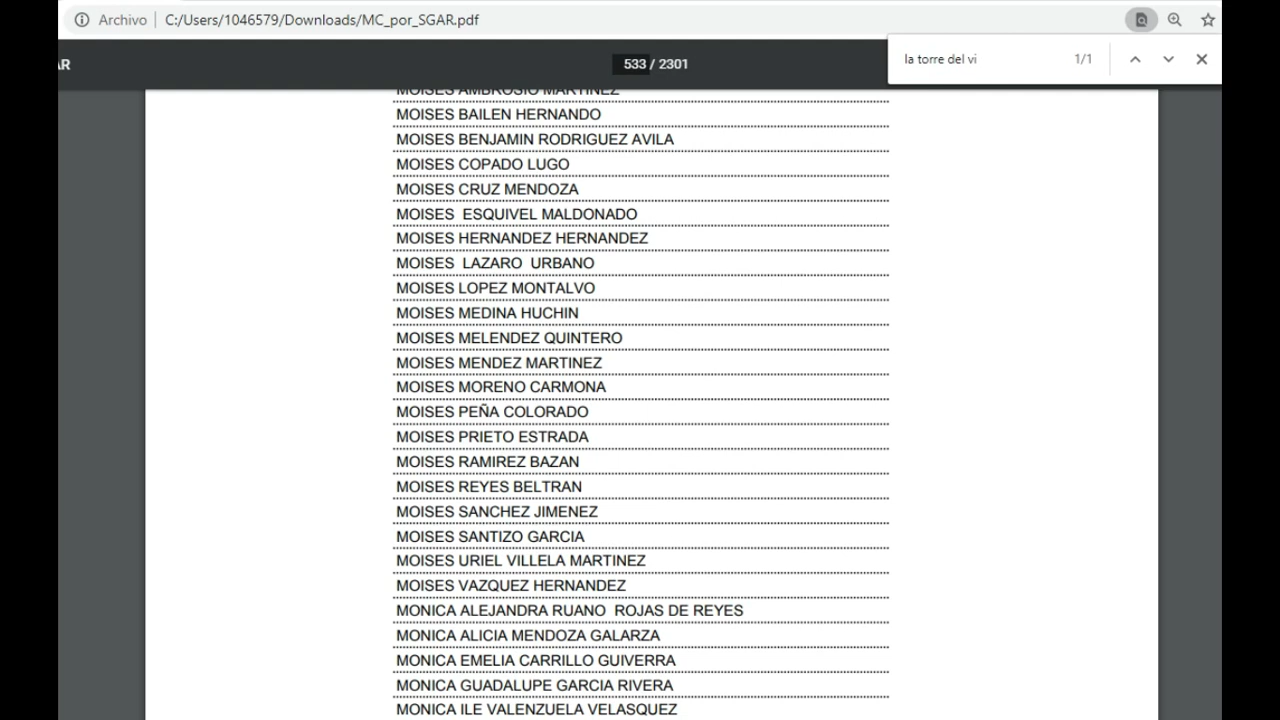 Archivo | C:/Users/1046579/Downloads/MC_por_SGAR.pdf
AR
533 / 2301
la torre del vi 1/1
MOISES AMBROSIO MARTINEZ
MOISES BAILEN HERNANDO
MOISES BENJAMIN RODRIGUEZ AVILA
MOISES COPADO LUGO
MOISES CRUZ MENDOZA
MOISES ESQUIVEL MALDONADO
MOISES HERNANDEZ HERNANDEZ
MOISES LAZARO URBANO
MOISES LOPEZ MONTALVO
MOISES MEDINA HUCHIN
MOISES MELENDEZ QUINTERO
MOISES MENDEZ MARTINEZ
MOISES MORENO CARMONA
MOISES PEÑA COLORADO
MOISES PRIETO ESTRADA
MOISES RAMIREZ BAZAN
MOISES REYES BELTRAN
MOISES SANCHEZ JIMENEZ
MOISES SANTIZO GARCIA
MOISES URIEL VILLELA MARTINEZ
MOISES VAZQUEZ HERNANDEZ
MONICA ALEJANDRA RUANO ROJAS DE REYES
MONICA ALICIA MENDOZA GALARZA
MONICA EMELIA CARRILLO GUIVERRA
MONICA GUADALUPE GARCIA RIVERA
MONICA ILE VALENZUELA VELASQUEZ